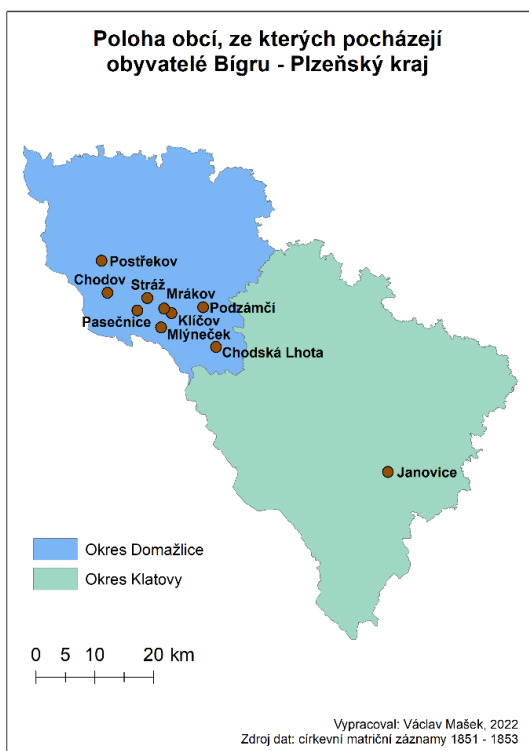 Poloha obcí, ze kterých pocházejí
obyvatelé Bígru - Plzeňský kraj
Postřekov
Chodov
Stráž
Mrákov
Podzámčí
Pasečnice
Klíčov
Mlýneček
Chodská Lhota
Janovice
Okres Domažlice
Okres Klatovy
0 5 10 20 km
Vypracoval: Václav Mašek, 2022
Zdroj dat: církevní matriční záznamy 1851 - 1853